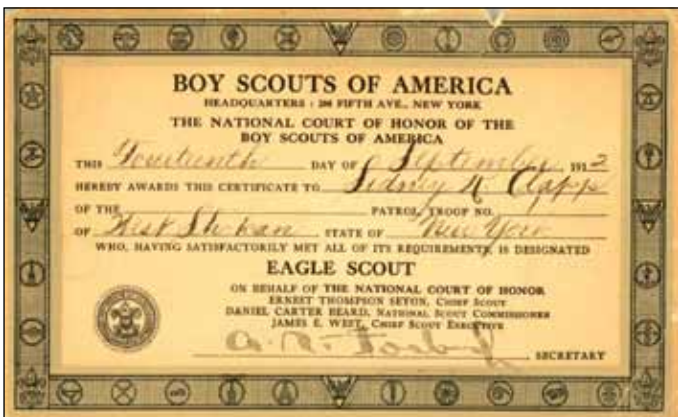 BOY SCOUTS OF AMERICA
HEADQUARTERS : 200 FIFTH AVE., NEW YORK
THE NATIONAL COURT OF HONOR OF THE
BOY SCOUTS OF AMERICA
THIS Fourteenth DAY OF September 1912
HEREBY AWARDS THIS CERTIFICATE TO Sidney Clapp
OF THE PATROL, TROOP NO.
OF West STATE OF New York
WHO, HAVING SATISFACTORILY MET ALL OF ITS REQUIREMENTS, IS DESIGNATED
EAGLE SCOUT
ON BEHALF OF THE NATIONAL COURT OF HONOR
ERNEST THOMPSON SETON, CHIEF SCOUT
DANIEL CARTER BEARD, NATIONAL SCOUT COMMISSIONER
JAMES E. WEST, CHIEF SCOUT EXECUTIVE
SECRETARY